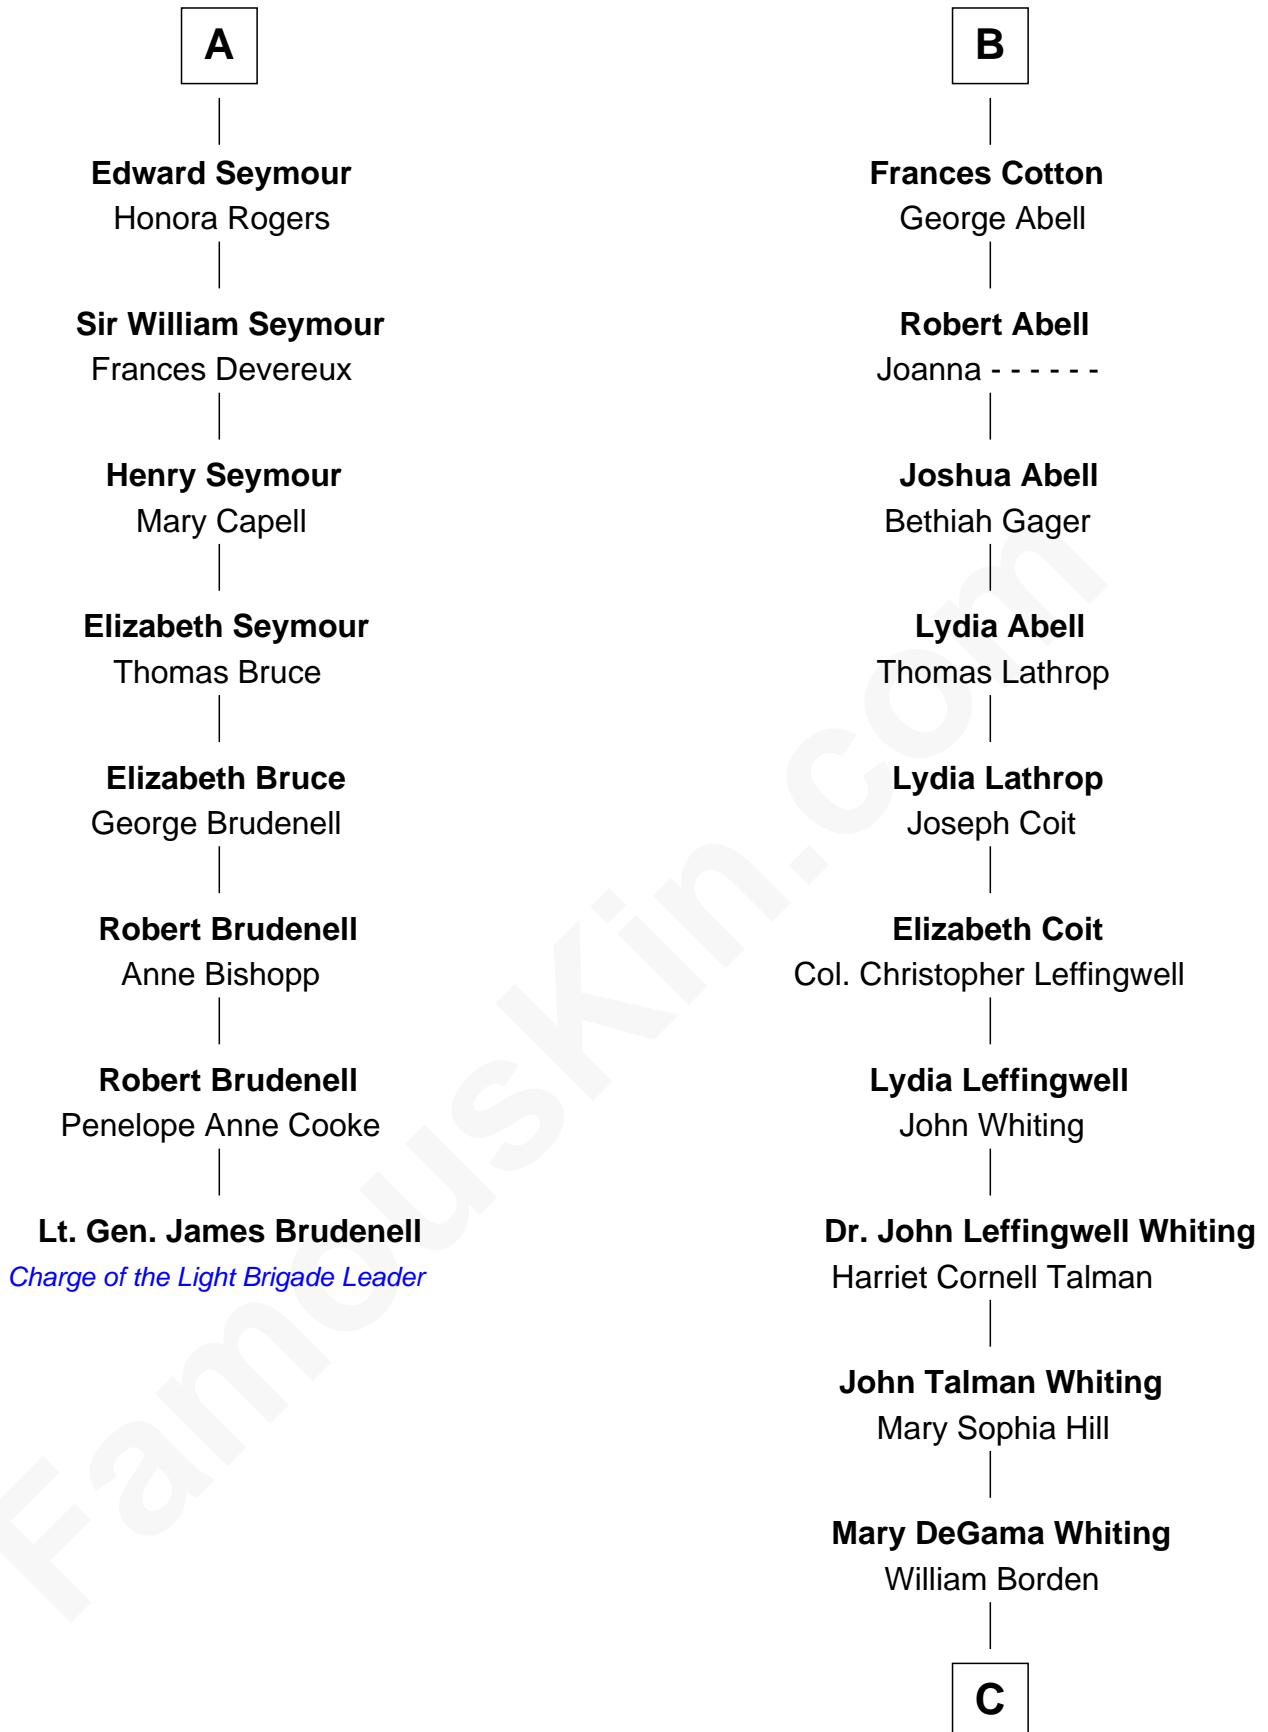 A
Edward Seymour
Honora Rogers
Sir William Seymour
Frances Devereux
Henry Seymour
Mary Capell
Elizabeth Seymour
Thomas Bruce
Elizabeth Bruce
George Brudenell
Robert Brudenell
Anne Bishopp
Robert Brudenell
Penelope Anne Cooke
Lt. Gen. James Brudenell
Charge of the Light Brigade Leader
B
Frances Cotton
George Abell
Robert Abell
Joanna - - - - - -
Joshua Abell
Bethiah Gager
Lydia Abell
Thomas Lathrop
Lydia Lathrop
Joseph Coit
Elizabeth Coit
Col. Christopher Leffingwell
Lydia Leffingwell
John Whiting
Dr. John Leffingwell Whiting
Harriet Cornell Talman
John Talman Whiting
Mary Sophia Hill
Mary DeGama Whiting
William Borden
C
FamousKin.com